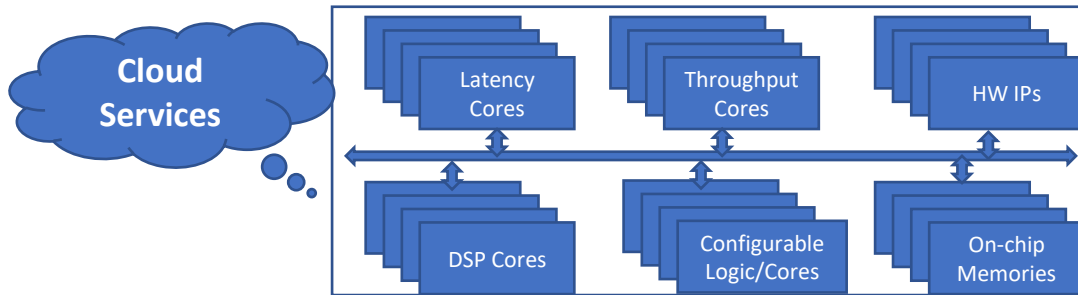 Cloud
Services
Latency
Cores
Throughput
Cores
HW IPs
DSP Cores
Configurable
Logic/Cores
On-chip
Memories